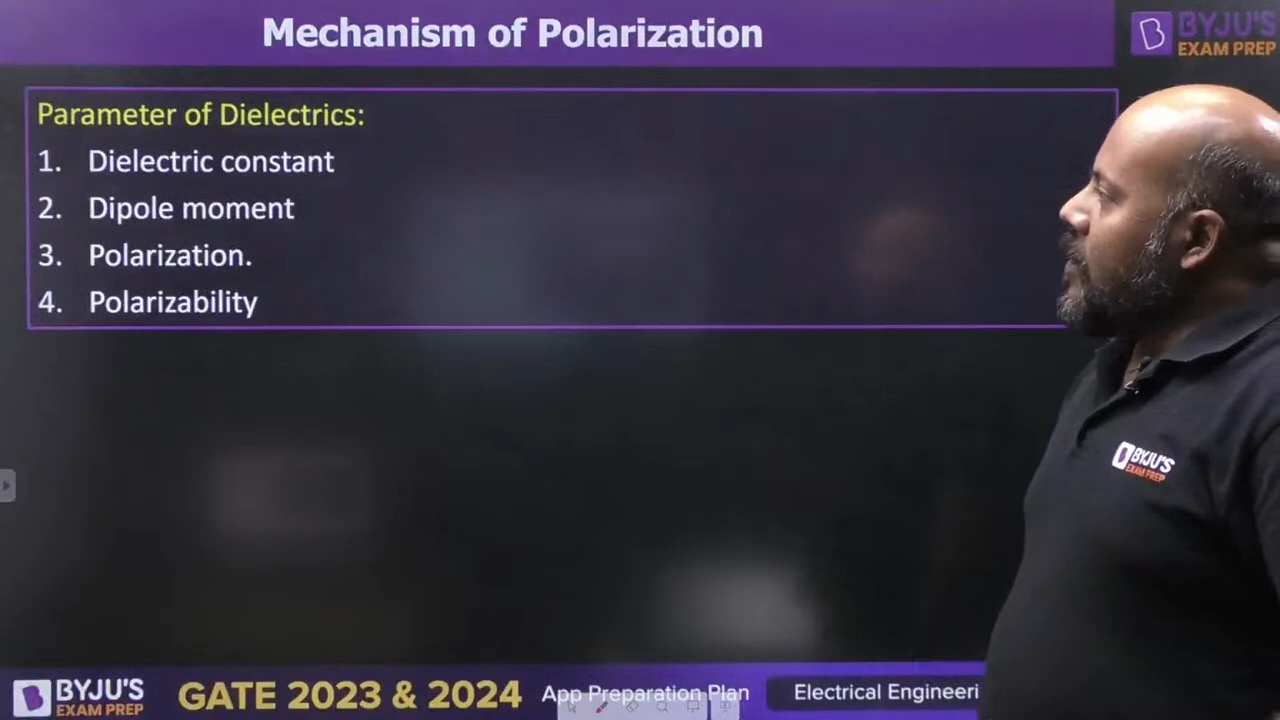 Mechanism of Polarization
BYJU'S
EXAM PREP
Parameter of Dielectrics:
1. Dielectric constant
2. Dipole moment
3. Polarization.
4. Polarizability
BYJU'S
EXAM PREP
BYJU'S
EXAM PREP
GATE 2023 & 2024
App Preparation Plan
Electrical Engineeri